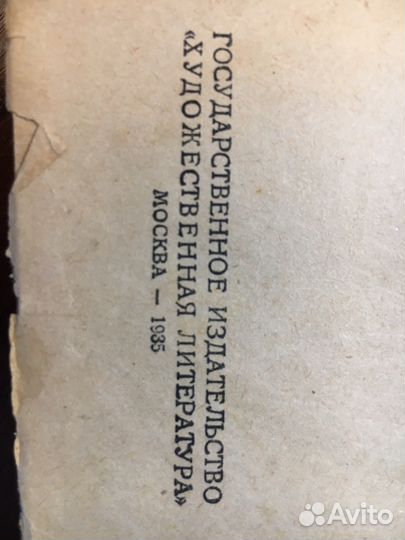 ГОСУДАРСТВЕННОЕ ИЗДАТЕЛЬСТВО
«ХУДОЖЕСТВЕННАЯ ЛИТЕРАТУРА»
МОСКВА — 1935
Avito